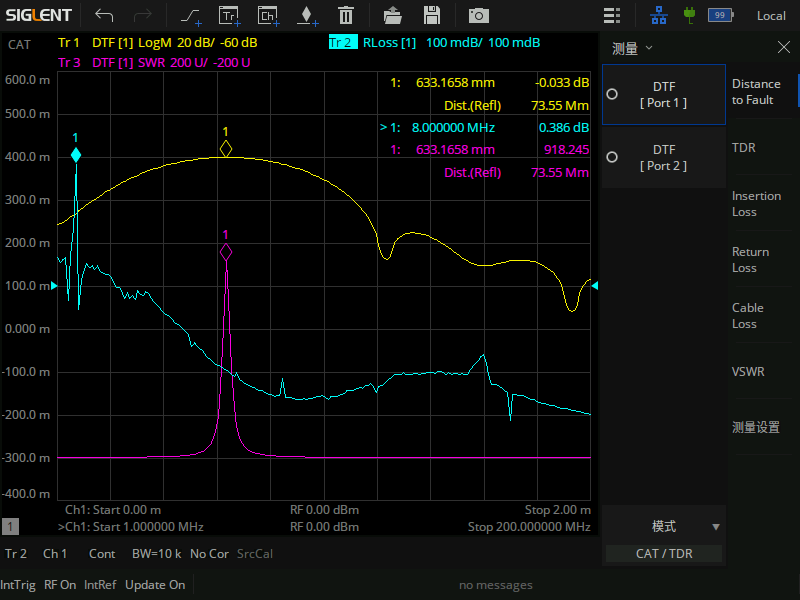 SIGLENT
Tr
Ch
99
Local
CAT
Tr 1 DTF [1] LogM 20 dB/ -60 dB
Tr 2 RLoss [1] 100 mdB/ 100 mdB
Tr 3 DTF [1] SWR 200 U/ -200 U
600.0 m
500.0 m
400.0 m
300.0 m
200.0 m
100.0 m
0.000 m
-100.0 m
-200.0 m
-300.0 m
-400.0 m
1: 633.1658 mm -0.033 dB
Dist.(Refl) 73.55 Mm
> 1: 8.000000 MHz 0.386 dB
1: 633.1658 mm 918.245
Dist.(Refl) 73.55 Mm
1
1
1
Ch1: Start 0.00 m RF 0.00 dBm Stop 2.00 m
1 >Ch1: Start 1.000000 MHz RF 0.00 dBm Stop 200.000000 MHz
Tr 2 Ch 1 Cont BW=10 k No Cor SrcCal
IntTrig RF On IntRef Update On no messages
测量
DTF
[ Port 1 ]
DTF
[ Port 2 ]
Distance
to Fault
TDR
Insertion
Loss
Return
Loss
Cable
Loss
VSWR
测量设置
模式
CAT / TDR